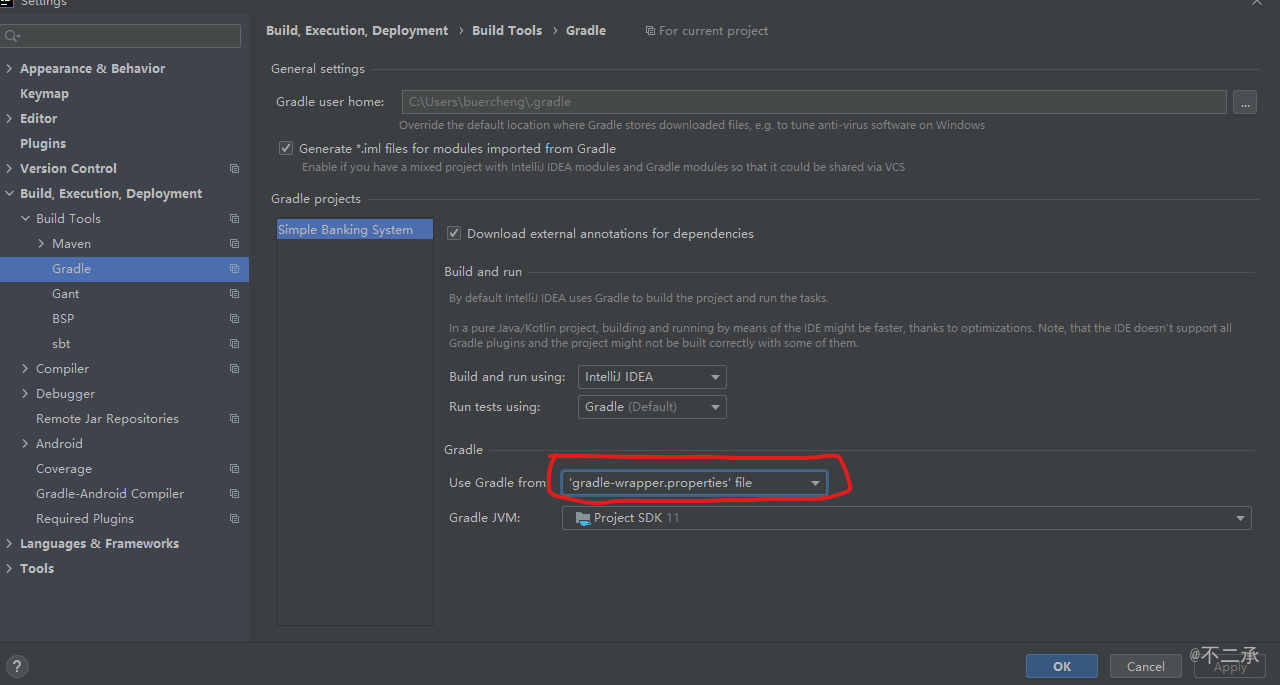 Settings
Build, Execution, Deployment › Build Tools › Gradle For current project
Appearance & Behavior
Keymap
Editor
Plugins
Version Control
Build, Execution, Deployment
Build Tools
Maven
Gradle
Gant
BSP
sbt
Compiler
Debugger
Remote Jar Repositories
Android
Coverage
Gradle-Android Compiler
Required Plugins
Languages & Frameworks
Tools
General settings
Gradle user home: C:\Users\buercheng\.gradle ...
Override the default location where Gradle stores downloaded files, e.g. to tune anti-virus software on Windows
Generate *.iml files for modules imported from Gradle
Enable if you have a mixed project with IntelliJ IDEA modules and Gradle modules so that it could be shared via VCS
Gradle projects
Simple Banking System
Download external annotations for dependencies
Build and run
By default IntelliJ IDEA uses Gradle to build the project and run the tasks.
In a pure Java/Kotlin project, building and running by means of the IDE might be faster, thanks to optimizations. Note, that the IDE doesn't support all
Gradle plugins and the project might not be built correctly with some of them.
Build and run using: IntelliJ IDEA
Run tests using: Gradle (Default)
Gradle
Use Gradle from 'gradle-wrapper.properties' file
Gradle JVM: Project SDK 11
?
OK Cancel Apply
@不二承